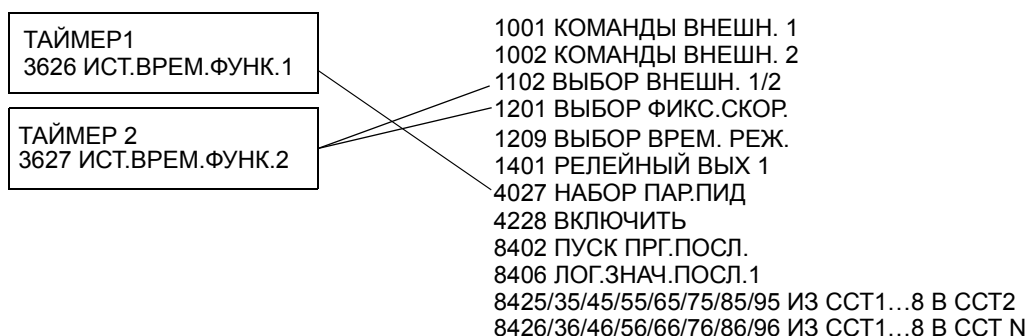 ТАЙМЕР1
3626 ИСТ.ВРЕМ.ФУНК.1
ТАЙМЕР 2
3627 ИСТ.ВРЕМ.ФУНК.2
1001 КОМАНДЫ ВНЕШН. 1
1002 КОМАНДЫ ВНЕШН. 2
1102 ВЫБОР ВНЕШН. 1/2
1201 ВЫБОР ФИКС.СКОР.
1209 ВЫБОР ВРЕМ. РЕЖ.
1401 РЕЛЕЙНЫЙ ВЫХ 1
4027 НАБОР ПАР.ПИД
4228 ВКЛЮЧИТЬ
8402 ПУСК ПРГ.ПОСЛ.
8406 ЛОГ.ЗНАЧ.ПОСЛ.1
8425/35/45/55/65/75/85/95 ИЗ ССТ1…8 В ССТ2
8426/36/46/56/66/76/86/96 ИЗ ССТ1…8 В ССТ N